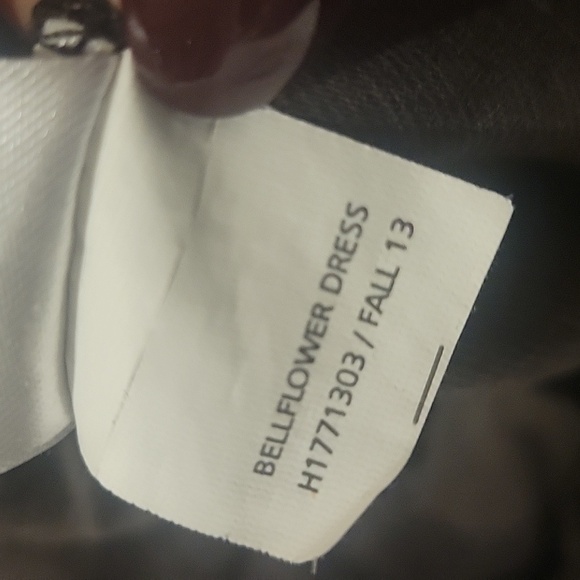 BELLFLOWER DRESS
H1771303 / FALL 13